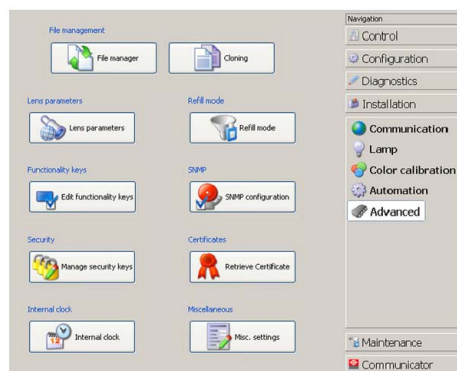 File management
File manager
Cloning
Lens parameters
Refill mode
Lens parameters
Refill mode
Functionality keys
SNMP
Edit functionality keys
SNMP configuration
Security
Certificates
Manage security keys
Retrieve Certificate
Internal clock
Miscellaneous
12
Internal clock
Misc. settings
Navigation
Control
Configuration
Diagnostics
Installation
Communication
Lamp
Color calibration
Automation
Advanced
Maintenance
Communicator